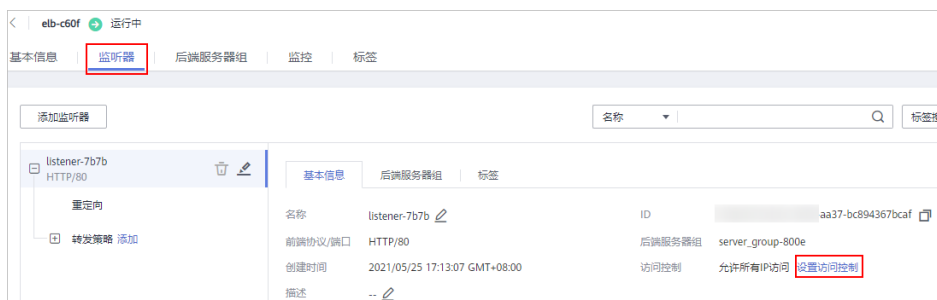 elb-c60f 运行中
基本信息 监听器 后端服务器组 监控 标签
添加监听器 名称
listener-7b7b
HTTP/80
重定向
转发策略 添加
基本信息 后端服务器组 标签
名称 listener-7b7b ID aa37-bc894367bcaf
前端协议/端口 HTTP/80 后端服务器组 server_group-800e
创建时间 2021/05/25 17:13:07 GMT+08:00 访问控制 允许所有IP访问 设置访问控制
描述 --